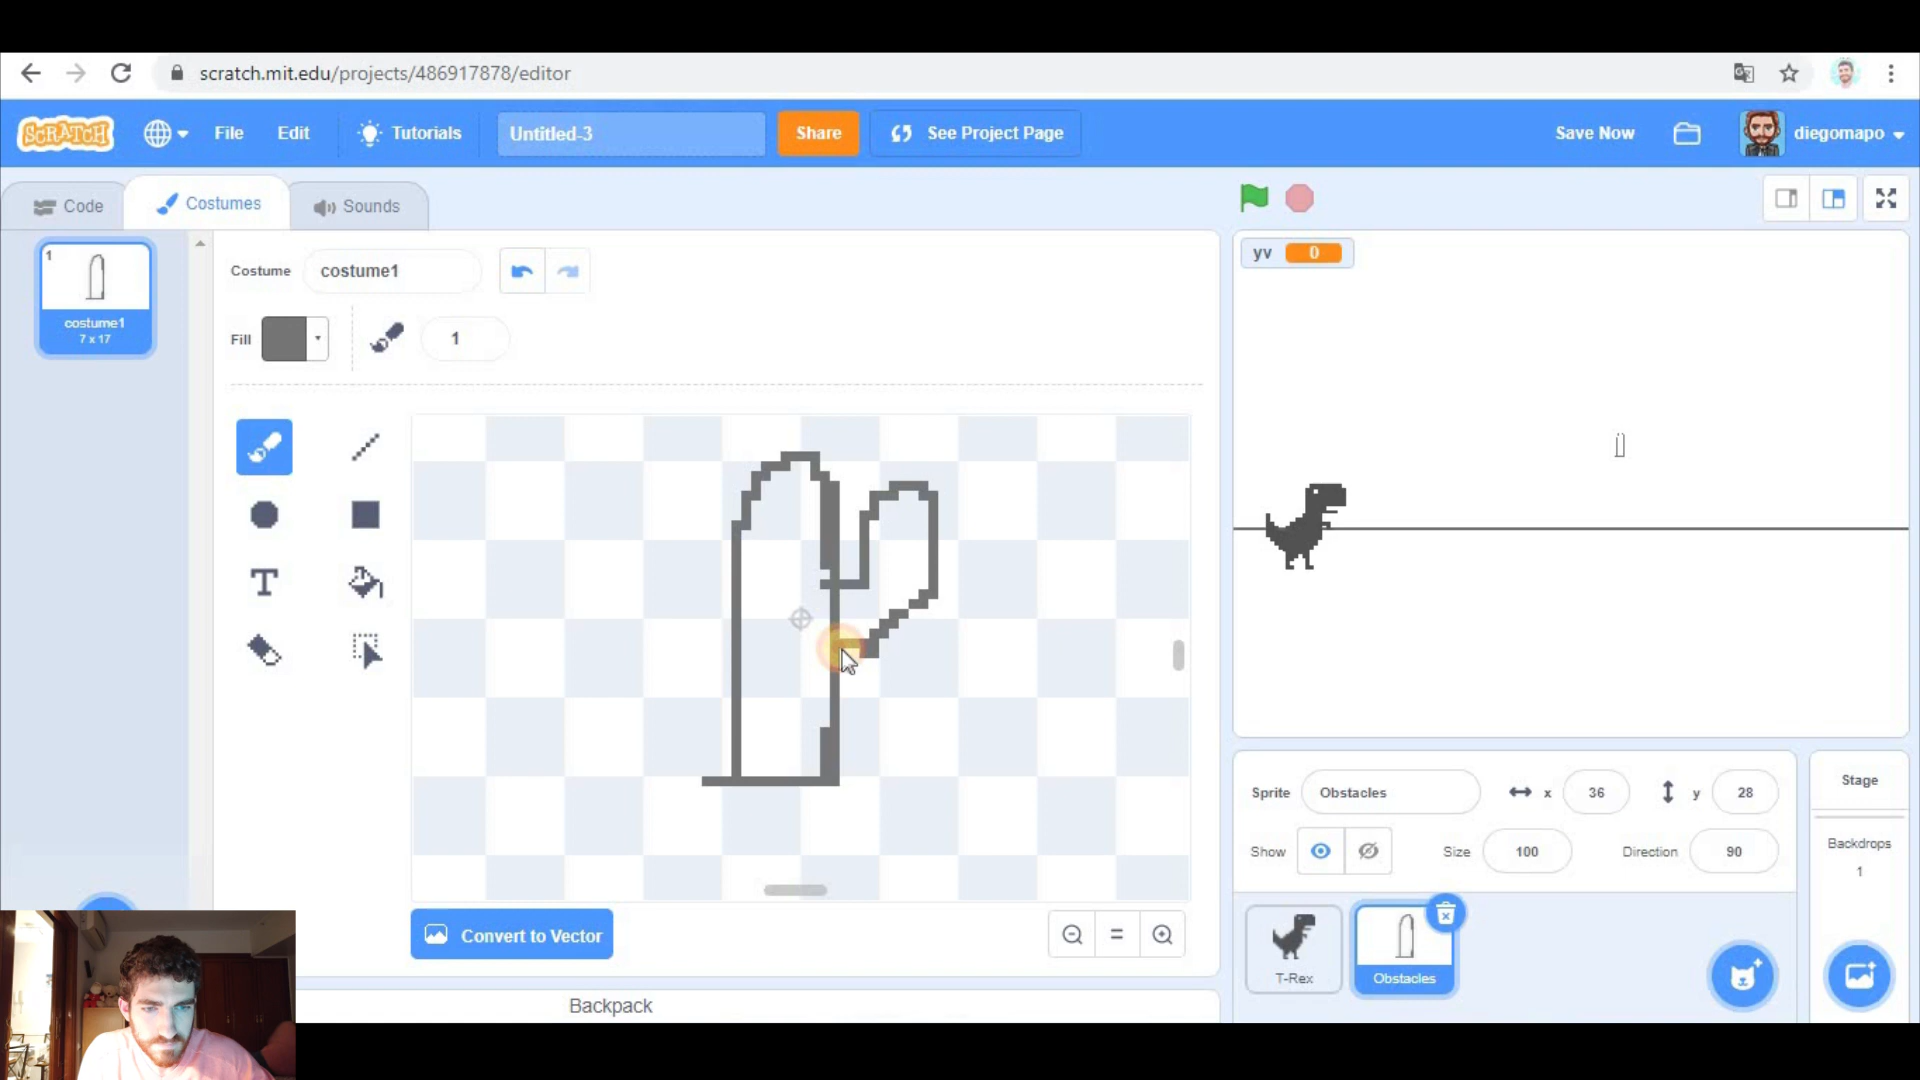 scratch.mit.edu/projects/486917878/editor
SCRATCH
File
Edit
Tutorials
Untitled-3
Share
See Project Page
Save Now
diegomapo
Code
Costumes
Sounds
1
costume1
7 x 17
Costume
costume1
Fill
1
T
Convert to Vector
=
Backpack
yv 0
Sprite
Obstacles
x
36
y
28
Show
Size
100
Direction
90
T-Rex
Obstacles
Stage
Backdrops
1